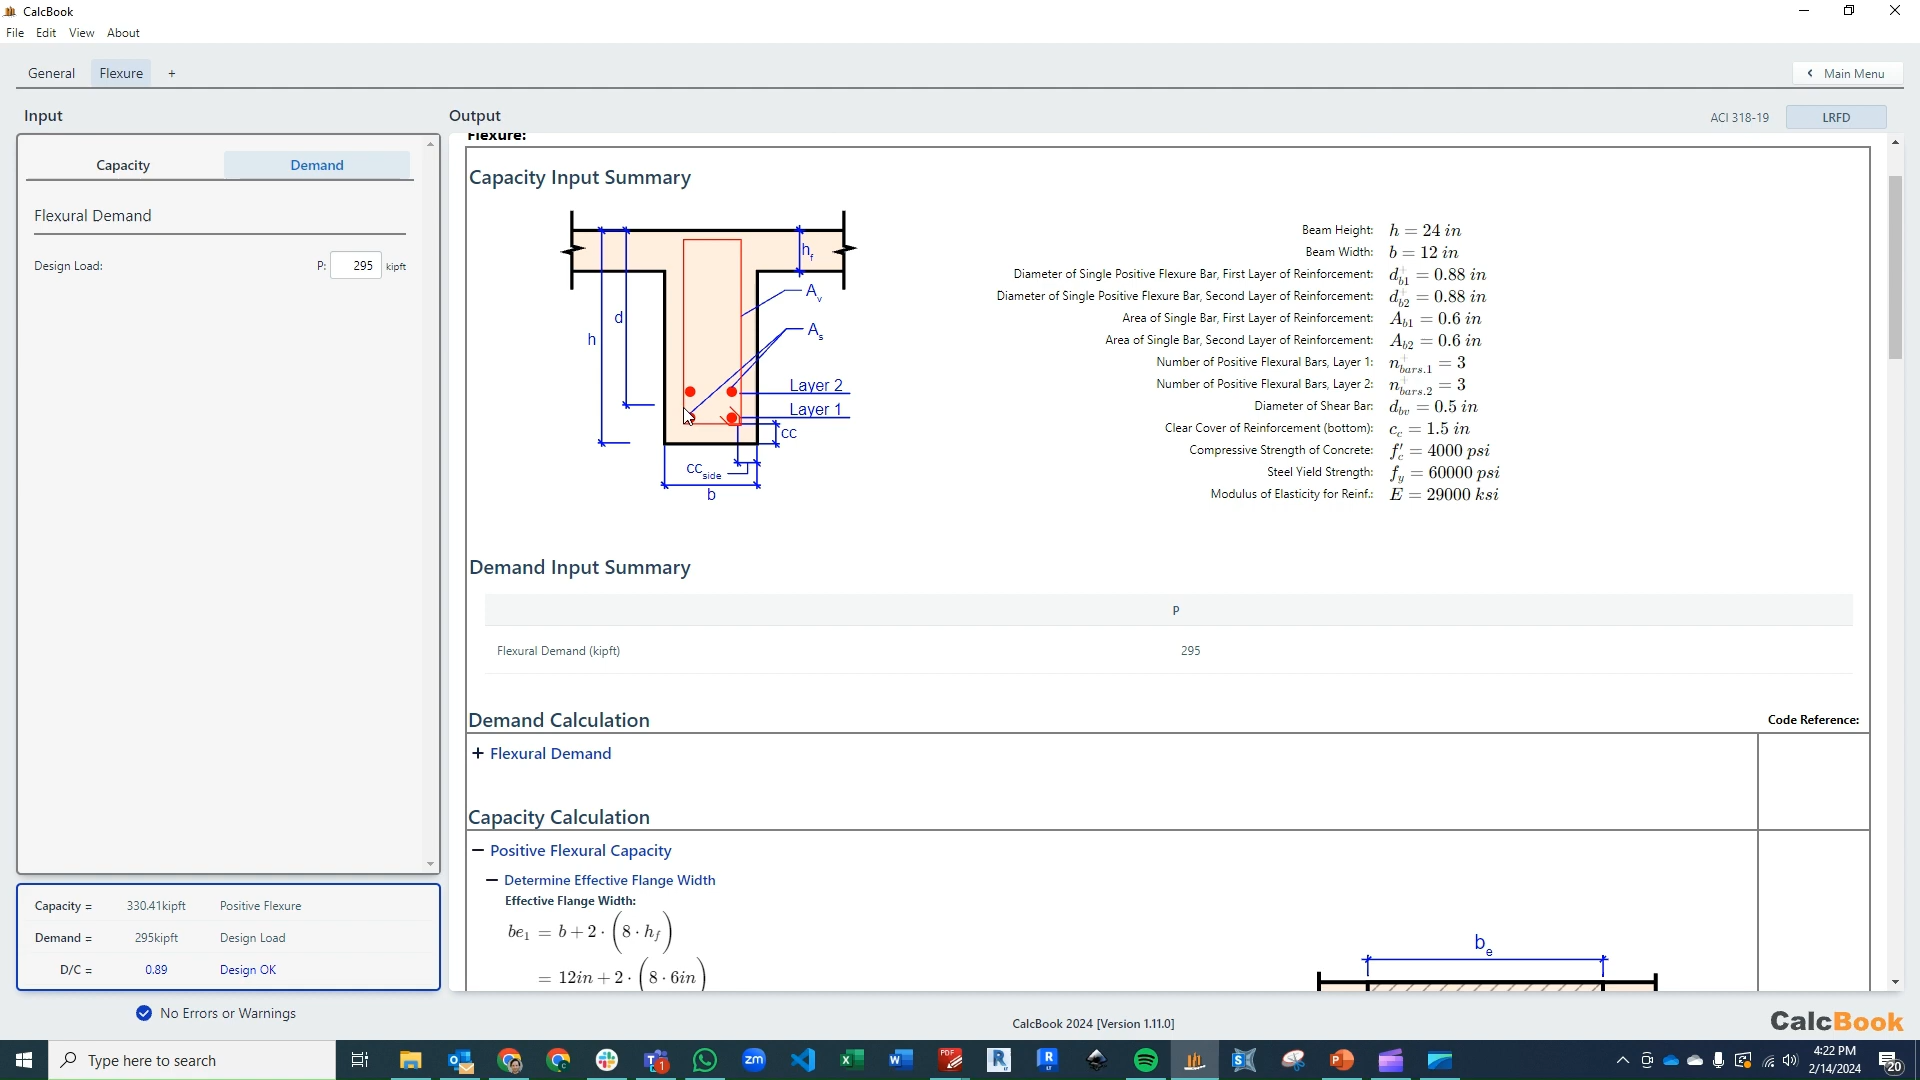 CalcBook
File Edit View About
General Flexure +
Main Menu
Input
Output
ACI 318-19 LRFD
Capacity Demand
Flexural Demand
Design Load: P: 295 kipft
Flexure:
Capacity Input Summary
h_f
A_v
d
h
A_s
Layer 2
Layer 1
cc
cc_side
b
Beam Height: h = 24 in
Beam Width: b = 12 in
Diameter of Single Positive Flexure Bar, First Layer of Reinforcement: d_b1^+ = 0.88 in
Diameter of Single Positive Flexure Bar, Second Layer of Reinforcement: d_b2^+ = 0.88 in
Area of Single Bar, First Layer of Reinforcement: A_b1 = 0.6 in
Area of Single Bar, Second Layer of Reinforcement: A_b2 = 0.6 in
Number of Positive Flexural Bars, Layer 1: n_bars.1^+ = 3
Number of Positive Flexural Bars, Layer 2: n_bars.2^+ = 3
Diameter of Shear Bar: d_bv = 0.5 in
Clear Cover of Reinforcement (bottom): c_c = 1.5 in
Compressive Strength of Concrete: f'_c = 4000 psi
Steel Yield Strength: f_y = 60000 psi
Modulus of Elasticity for Reinf.: E = 29000 ksi
Demand Input Summary
P
Flexural Demand (kipft) 295
Demand Calculation
Code Reference:
+ Flexural Demand
Capacity Calculation
− Positive Flexural Capacity
− Determine Effective Flange Width
Effective Flange Width:
be_1 = b + 2 · (8 · h_f)
= 12in + 2 · (8 · 6in)
b_e
Capacity = 330.41kipft Positive Flexure
Demand = 295kipft Design Load
D/C = 0.89 Design OK
No Errors or Warnings
CalcBook 2024 [Version 1.11.0]
CalcBook
Type here to search
4:22 PM
2/14/2024
20